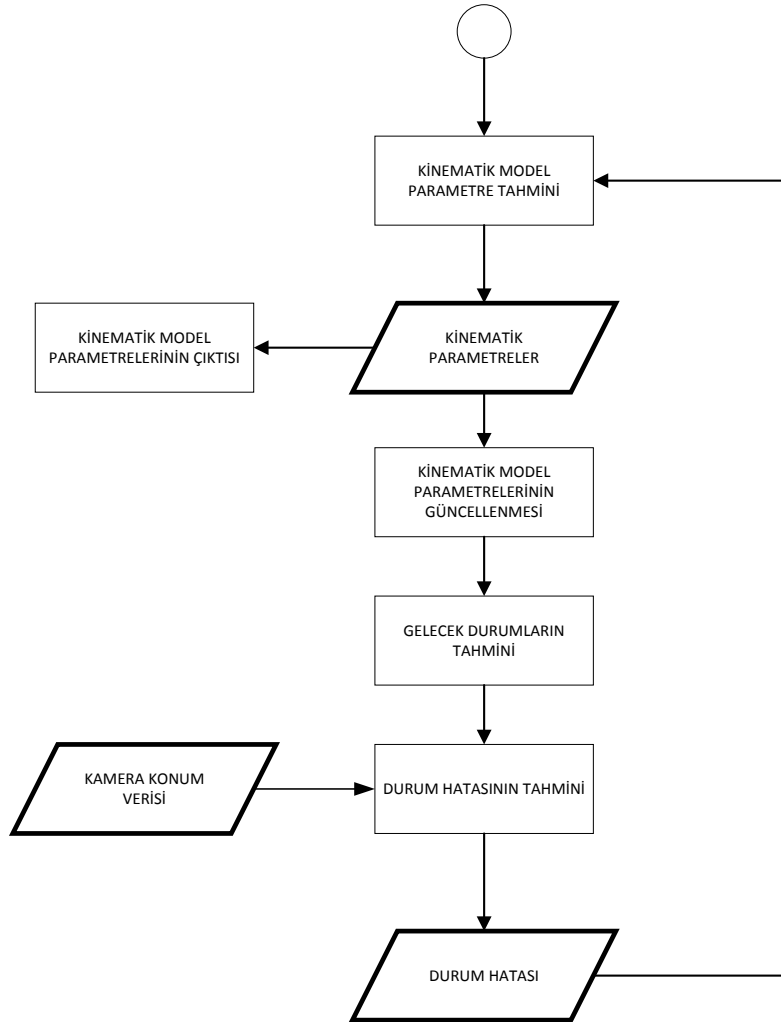 KİNEMATİK MODEL
PARAMETRE TAHMİNİ
KİNEMATİK MODEL
PARAMETRELERİNİN ÇIKTISI
KİNEMATİK
PARAMETRELER
KİNEMATİK MODEL
PARAMETRELERİNİN
GÜNCELLENMESİ
GELECEK DURUMLARIN
TAHMİNİ
KAMERA KONUM
VERİSİ
DURUM HATASININ TAHMİNİ
DURUM HATASI